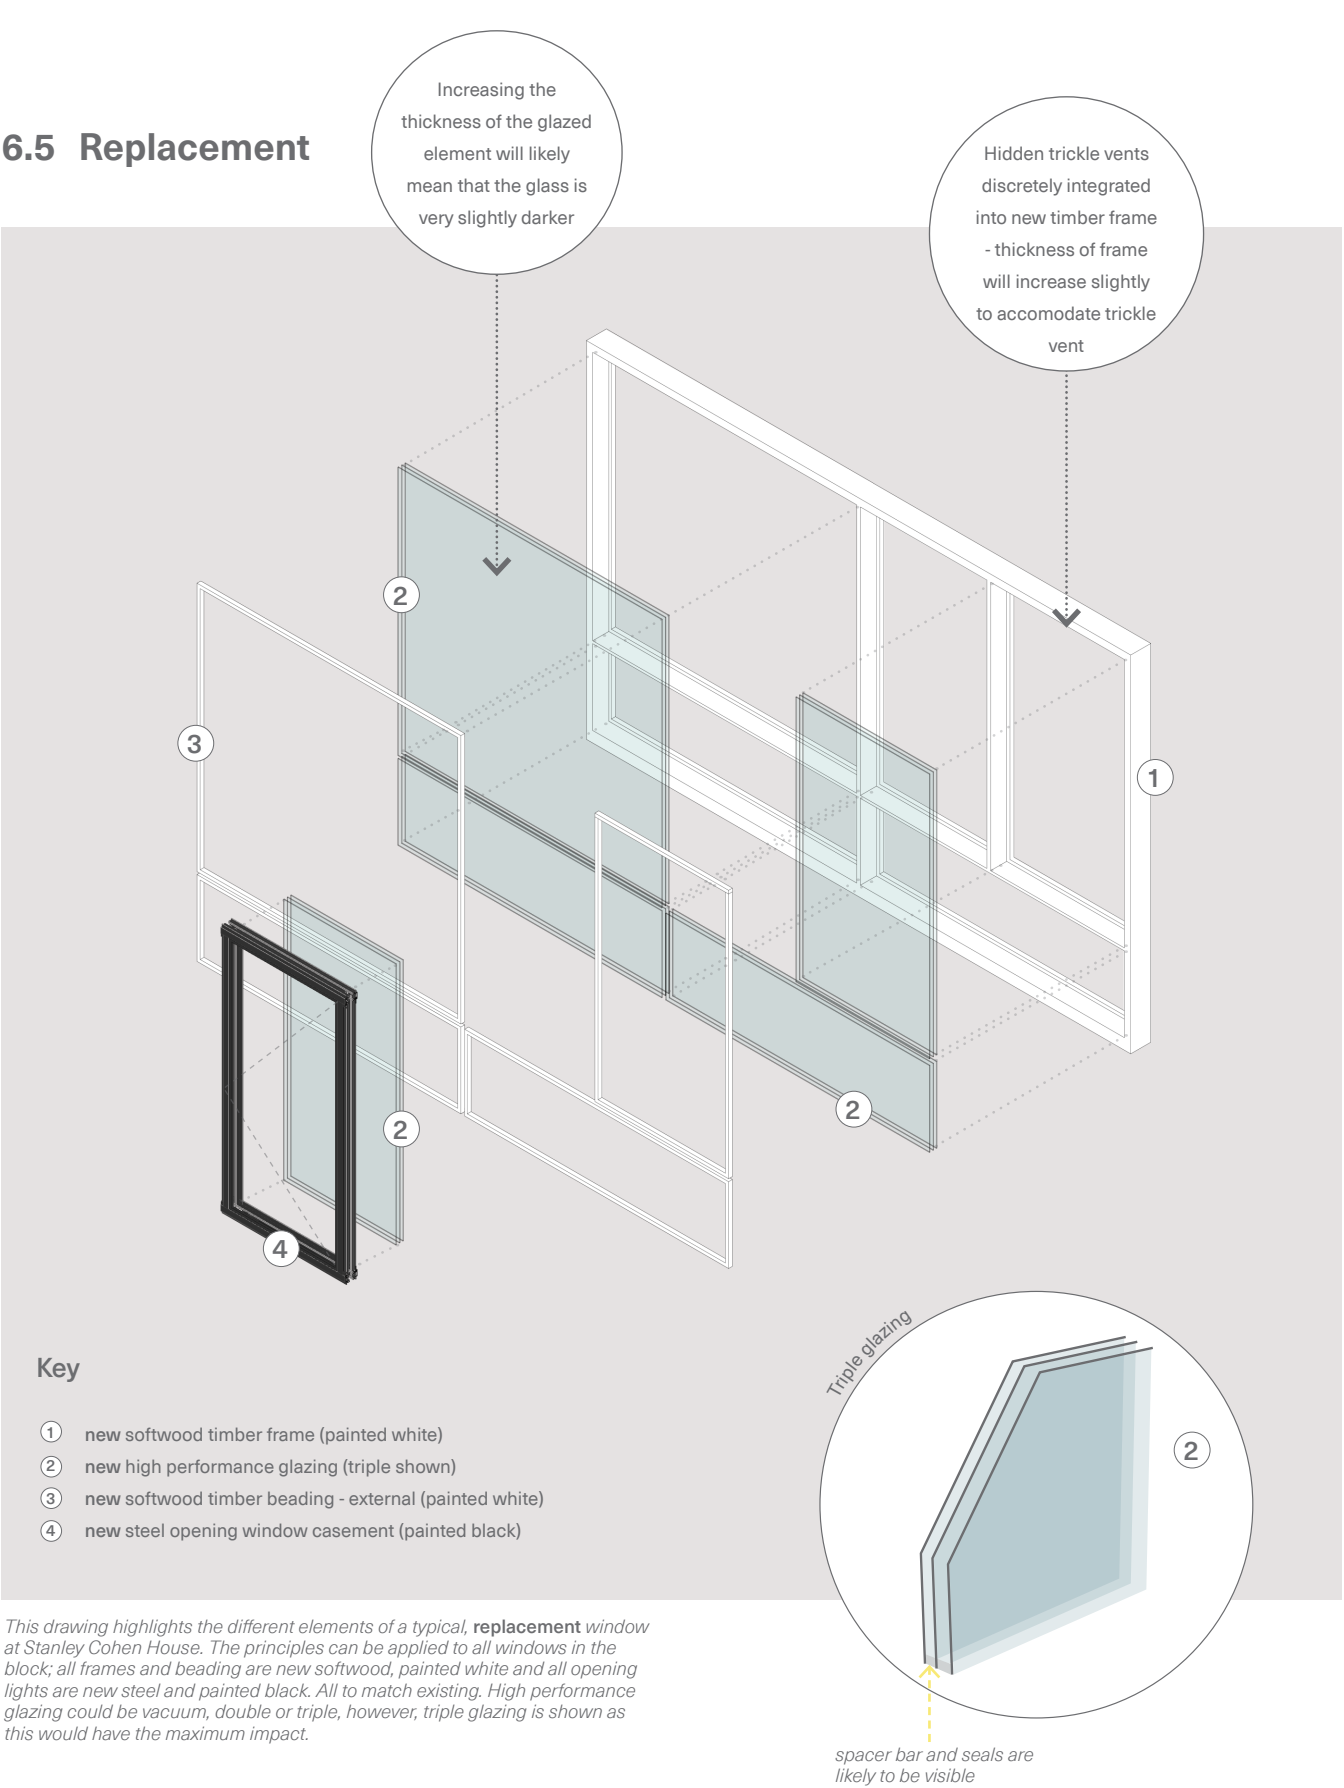 6.5 Replacement
Increasing the
thickness of the glazed
element will likely
mean that the glass is
very slightly darker
Hidden trickle vents
discretely integrated
into new timber frame
- thickness of frame
will increase slightly
to accomodate trickle
vent
2
3
1
2
2
4
Triple glazing
2
Key
1 new softwood timber frame (painted white)
2 new high performance glazing (triple shown)
3 new softwood timber beading - external (painted white)
4 new steel opening window casement (painted black)
This drawing highlights the different elements of a typical, replacement window
at Stanley Cohen House. The principles can be applied to all windows in the
block; all frames and beading are new softwood, painted white and all opening
lights are new steel and painted black. All to match existing. High performance
glazing could be vacuum, double or triple, however, triple glazing is shown as
this would have the maximum impact.
spacer bar and seals are
likely to be visible